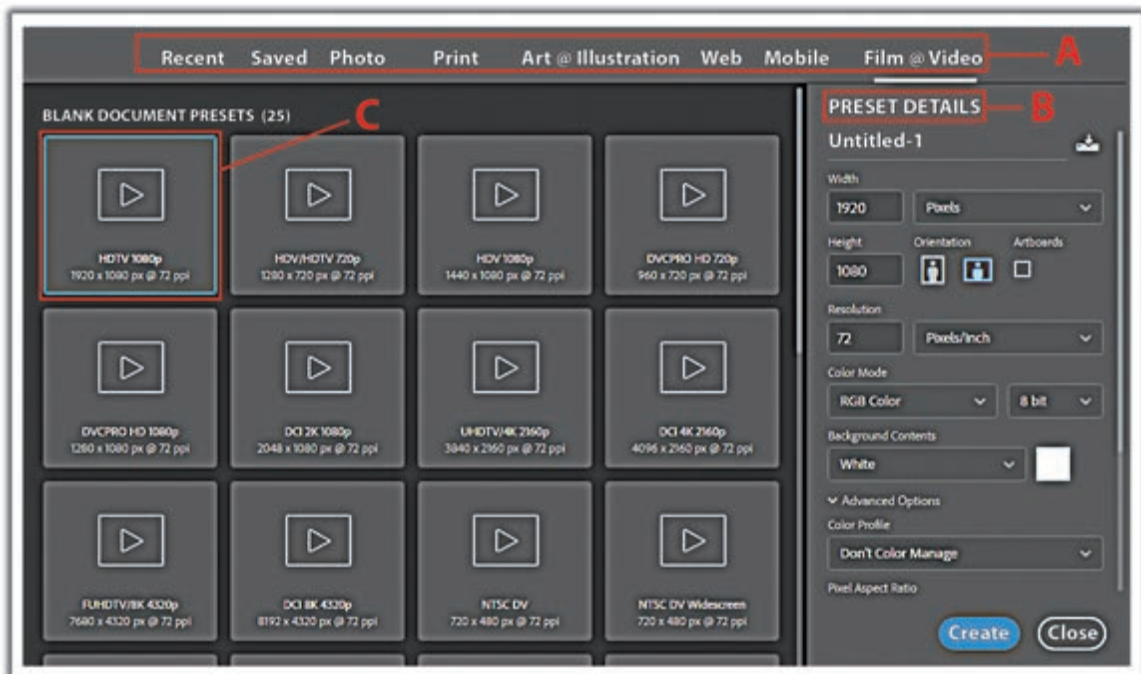 Recent Saved Photo Print Art @ Illustration Web Mobile Film @ Video A
BLANK DOCUMENT PRESETS (25)
C
HDTV 1080p
1920 x 1080 px @ 72 ppi
HDV/HDTV 720p
1280 x 720 px @ 72 ppi
HDV 1080p
1440 x 1080 px @ 72 ppi
DVCPRO HD 720p
960 x 720 px @ 72 ppi
DVCPRO HD 1080p
1280 x 1080 px @ 72 ppi
DCI 2K 1080p
2048 x 1080 px @ 72 ppi
UHDTV/4K 2160p
3840 x 2160 px @ 72 ppi
DCI 4K 2160p
4096 x 2160 px @ 72 ppi
FUHDTV/8K 4320p
7680 x 4320 px @ 72 ppi
DCI 8K 4320p
8192 x 4320 px @ 72 ppi
NTSC DV
720 x 480 px @ 72 ppi
NTSC DV Widescreen
720 x 480 px @ 72 ppi
PRESET DETAILS B
Untitled-1
Width
1920 Pixels
Height Orientation Artboards
1080
Resolution
72 Pixels/Inch
Color Mode
RGB Color 8 bit
Background Contents
White
Advanced Options
Color Profile
Don't Color Manage
Pixel Aspect Ratio
Create Close